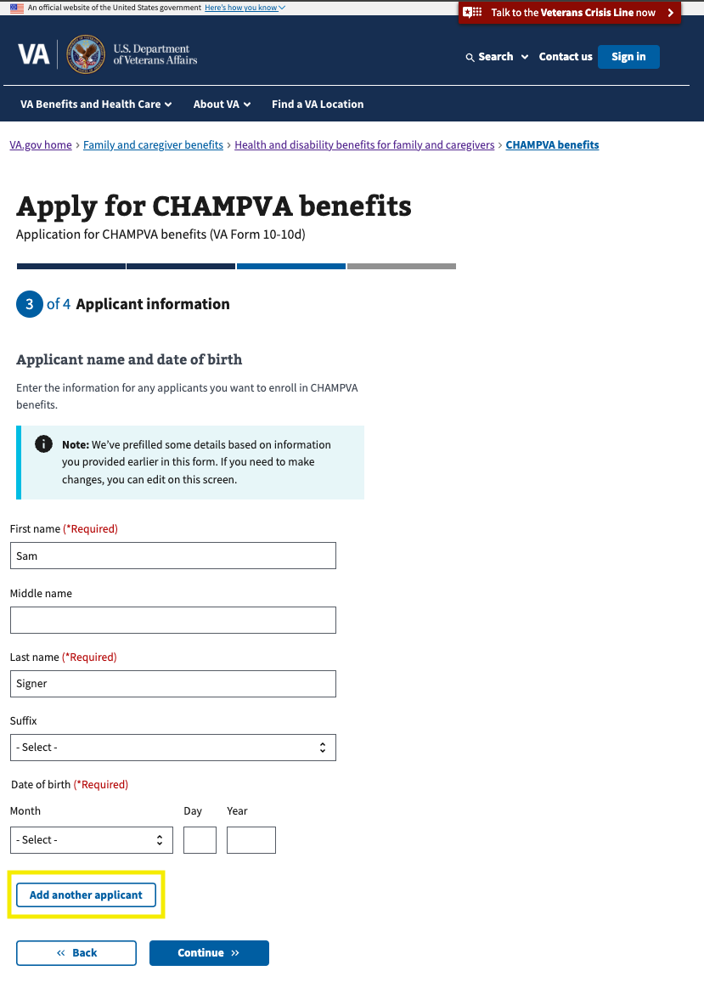 An official website of the United States government Here's how you know
Talk to the Veterans Crisis Line now
VA
U.S. Department
of Veterans Affairs
Search
Contact us
Sign in
VA Benefits and Health Care
About VA
Find a VA Location
VA.gov home › Family and caregiver benefits › Health and disability benefits for family and caregivers › CHAMPVA benefits
Apply for CHAMPVA benefits
Application for CHAMPVA benefits (VA Form 10-10d)
3 of 4 Applicant information
Applicant name and date of birth
Enter the information for any applicants you want to enroll in CHAMPVA
benefits.
Note: We’ve prefilled some details based on information
you provided earlier in this form. If you need to make
changes, you can edit on this screen.
First name (*Required)
Sam
Middle name
Last name (*Required)
Signer
Suffix
- Select -
Date of birth (*Required)
Month Day Year
- Select -
Add another applicant
« Back
Continue »